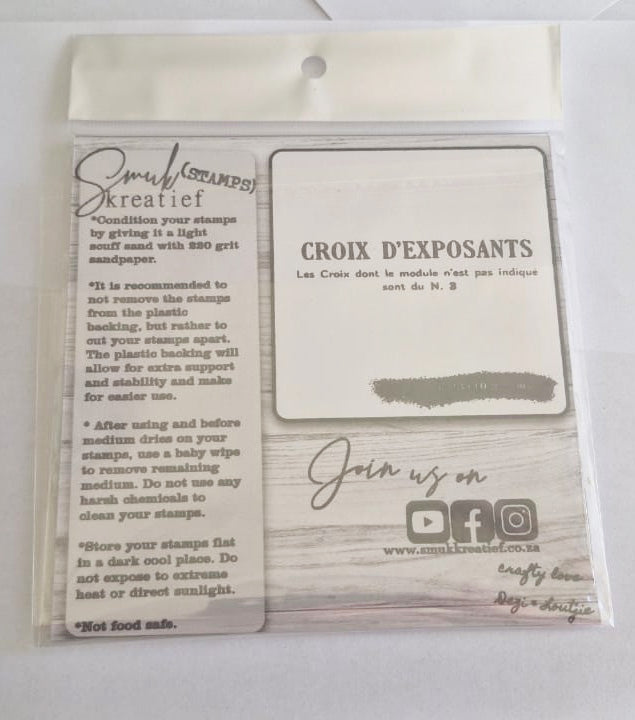 Smuk
(STAMPS)
kreatief
*Condition your stamps
by giving it a light
scuff sand with 220 grit
sandpaper.
*It is recommended to
not remove the stamps
from the plastic
backing, but rather to
cut your stamps apart.
The plastic backing will
allow for extra support
and stability and make
for easier use.
* After using and before
medium dries on your
stamps, use a baby wipe
to remove remaining
medium. Do not use any
harsh chemicals to
clean your stamps.
*Store your stamps flat
in a dark cool place. Do
not expose to extreme
heat or direct sunlight.
*Not food safe.
CROIX D'EXPOSANTS
Les Croix dont le module n'est pas indiqué
sont du N. 3
Join us on
www.smukkreatief.co.za
crafty love
Dezi & Loutjie